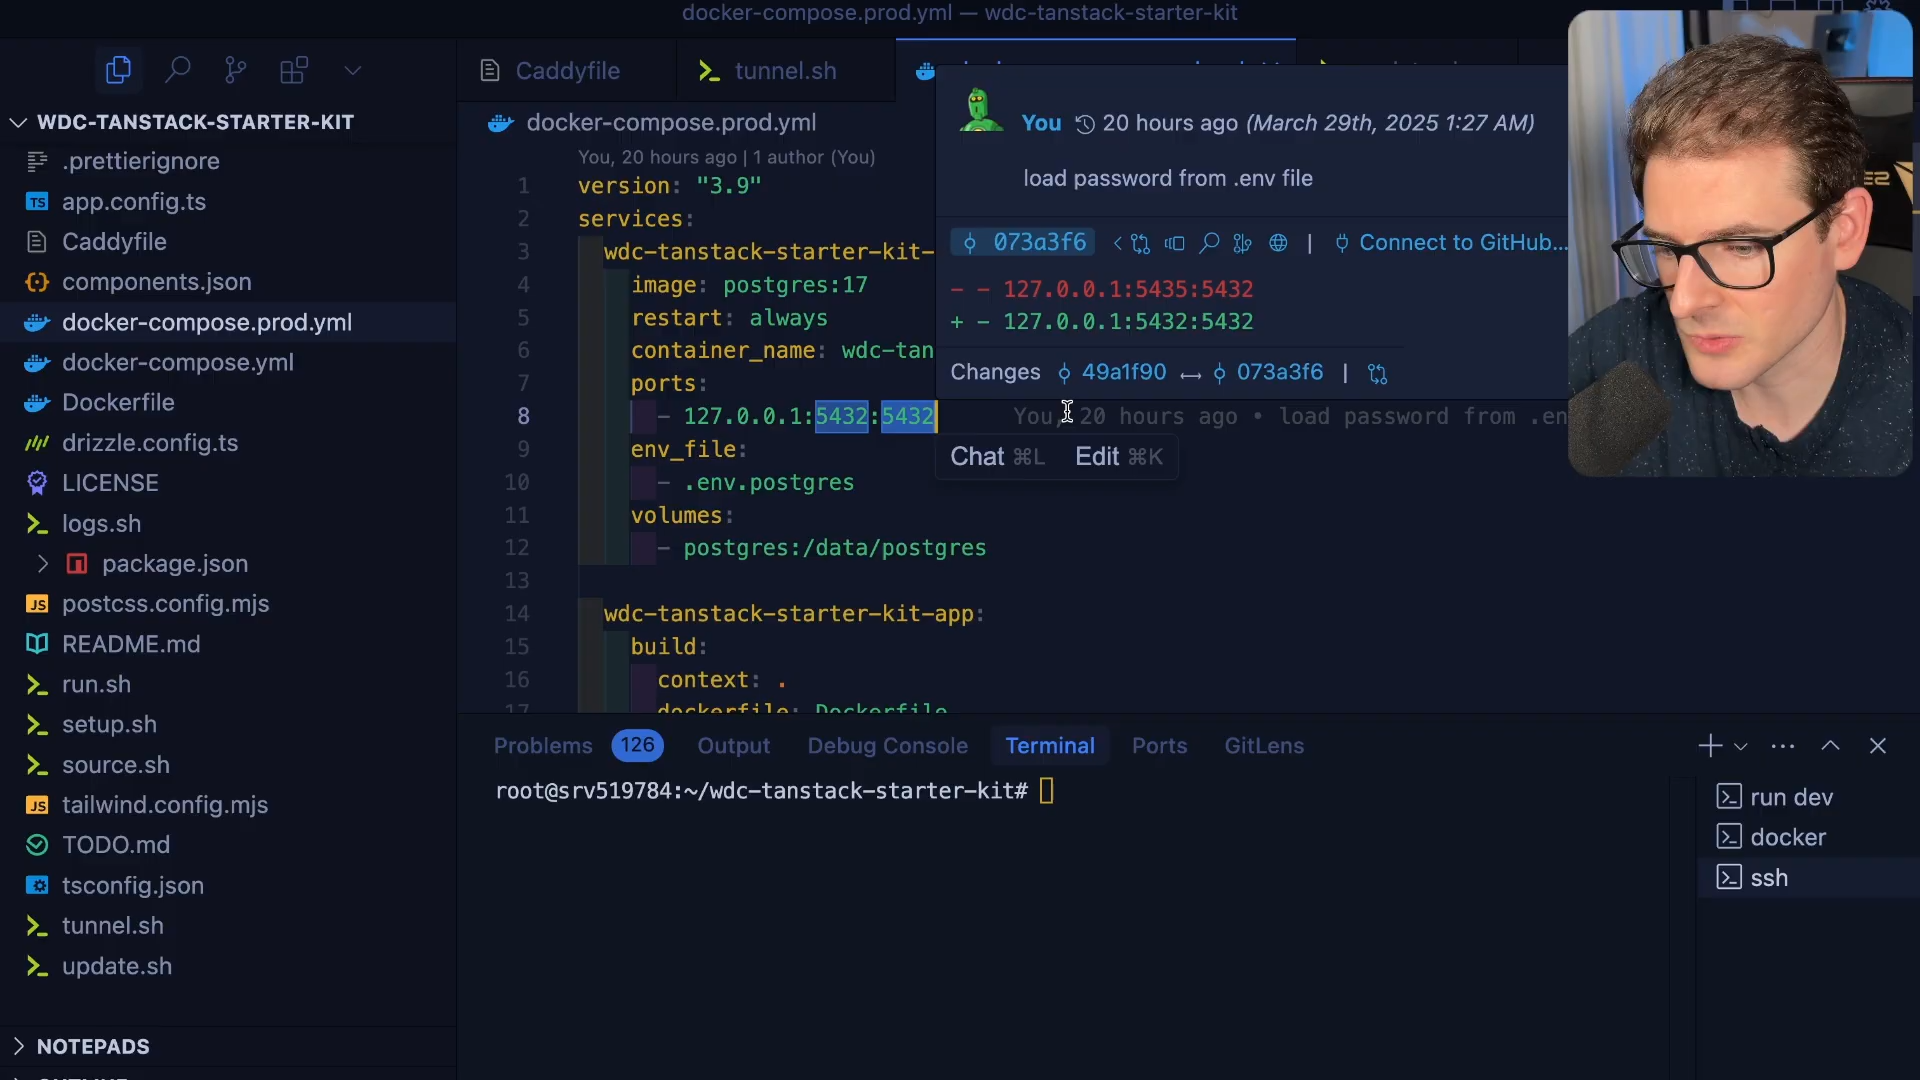 docker-compose.prod.yml — wdc-tanstack-starter-kit
Caddyfile
tunnel.sh
WDC-TANSTACK-STARTER-KIT
.prettierignore
app.config.ts
Caddyfile
components.json
docker-compose.prod.yml
docker-compose.yml
Dockerfile
drizzle.config.ts
LICENSE
logs.sh
package.json
postcss.config.mjs
README.md
run.sh
setup.sh
source.sh
tailwind.config.mjs
TODO.md
tsconfig.json
tunnel.sh
update.sh
NOTEPADS
docker-compose.prod.yml
You, 20 hours ago | 1 author (You)
1 version: "3.9"
2 services:
3 wdc-tanstack-starter-kit-
4 image: postgres:17
5 restart: always
6 container_name: wdc-tan
7 ports:
8 - 127.0.0.1:5432:5432 You, 20 hours ago • load password from .en
9 env_file:
10 - .env.postgres
11 volumes:
12 - postgres:/data/postgres
13
14 wdc-tanstack-starter-kit-app:
15 build:
16 context: .
17 dockerfile: Dockerfile
You 20 hours ago (March 29th, 2025 1:27 AM)
load password from .env file
073a3f6 | Connect to GitHub...
- - 127.0.0.1:5435:5432
+ - 127.0.0.1:5432:5432
Changes 49a1f90 ↔ 073a3f6 |
Chat ⌘L Edit ⌘K
Problems 126 Output Debug Console Terminal Ports GitLens
root@srv519784:~/wdc-tanstack-starter-kit#
run dev
docker
ssh